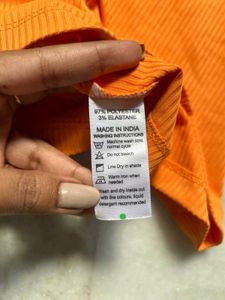 97% POLYESTER
3% ELASTANE
MADE IN INDIA
WASHING INSTRUCTIONS
Machine wash cold,
normal cycle
Do not bleach
Line Dry in shade
Warm iron when
needed
Wash and dry inside out
with like colours, liquid
detergent recommended